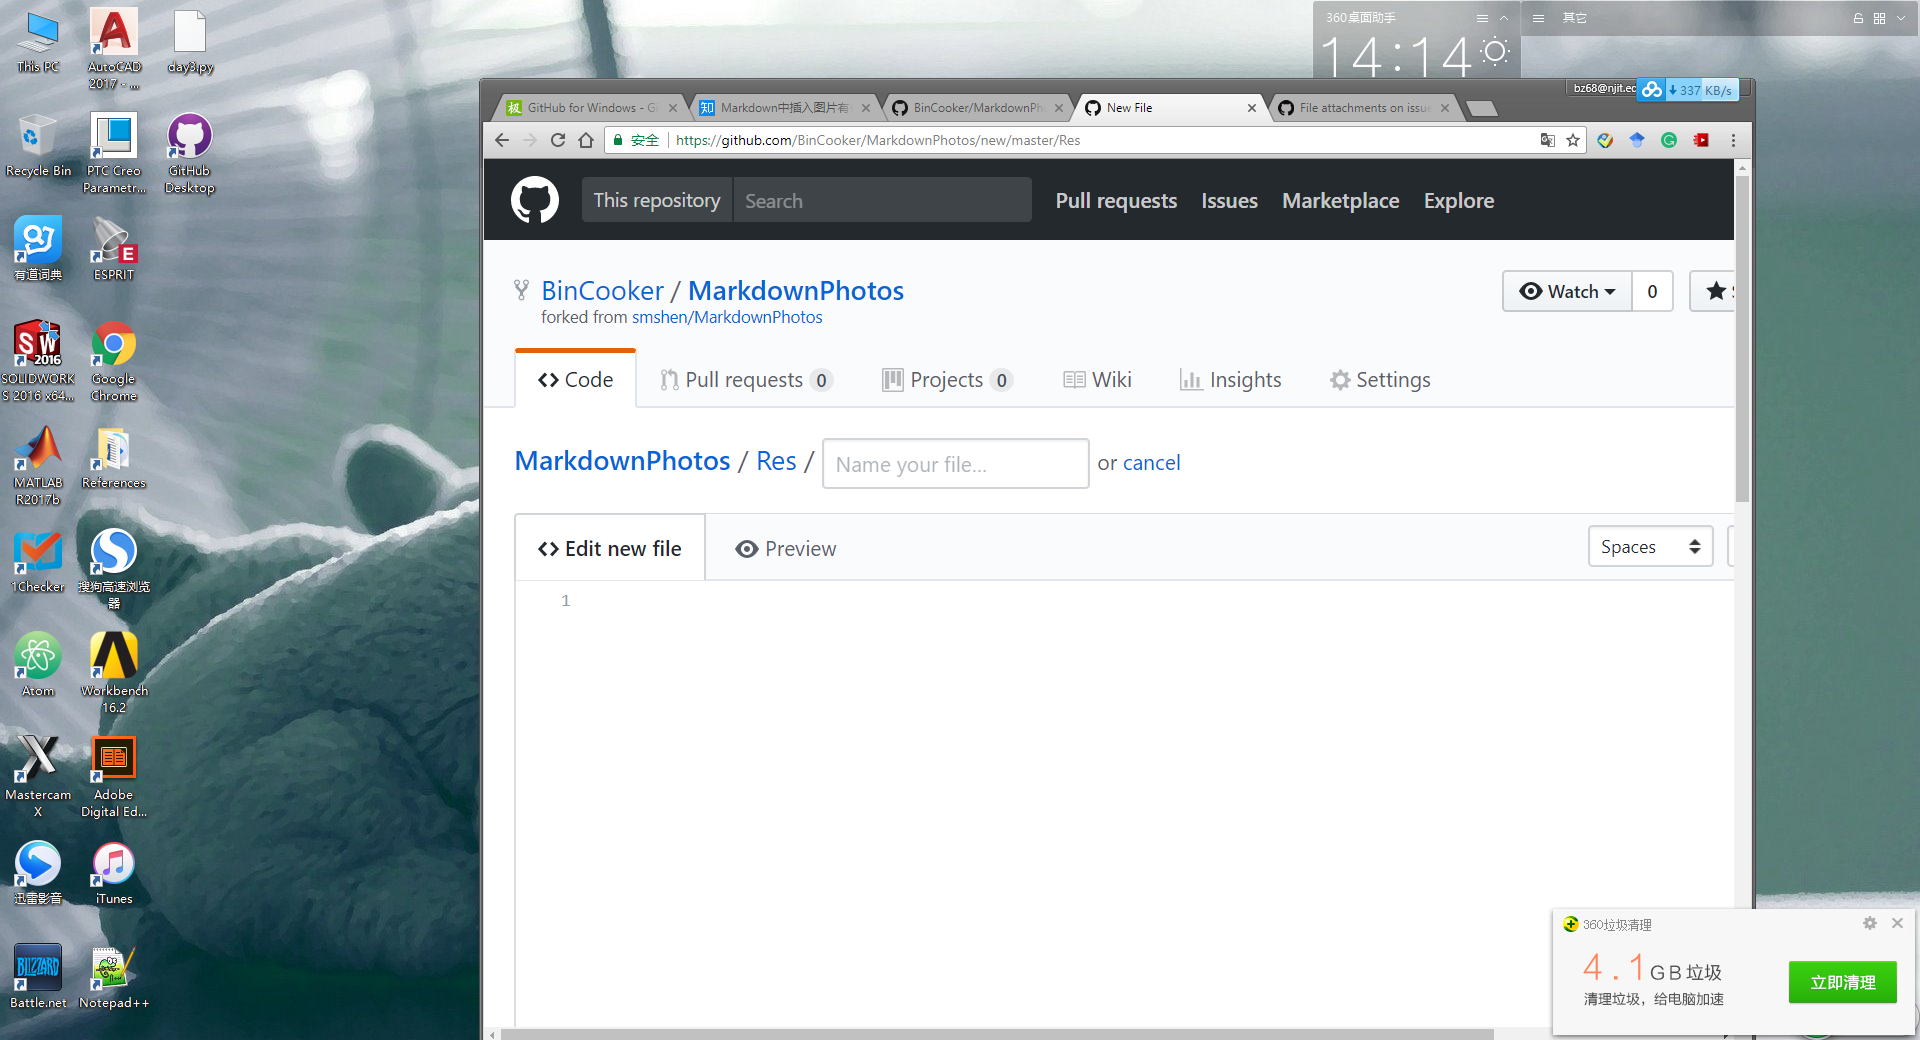 This PC
AutoCAD
2017 - ...
day3.py
Recycle Bin
PTC Creo
Parametr...
GitHub
Desktop
有道词典
ESPRIT
SOLIDWORK
S 2016 x64...
Google
Chrome
MATLAB
R2017b
References
1Checker
搜狗高速浏览
器
Atom
Workbench
16.2
Mastercam
X
Adobe
Digital Ed...
迅雷影音
iTunes
BLIZZARD
Battle.net
Notepad++
360桌面助手
14:14
其它
bz68@njit.ec
337 KB/s
GitHub for Windows - G
Markdown中插入图片有
BinCooker/MarkdownPh
New File
File attachments on issue
安全
https://github.com/BinCooker/MarkdownPhotos/new/master/Res
This repository
Search
Pull requests
Issues
Marketplace
Explore
BinCooker / MarkdownPhotos
forked from smshen/MarkdownPhotos
Watch
0
Code
Pull requests 0
Projects 0
Wiki
Insights
Settings
MarkdownPhotos / Res / Name your file... or cancel
Edit new file
Preview
Spaces
1
360垃圾清理
4.1GB垃圾
清理垃圾，给电脑加速
立即清理